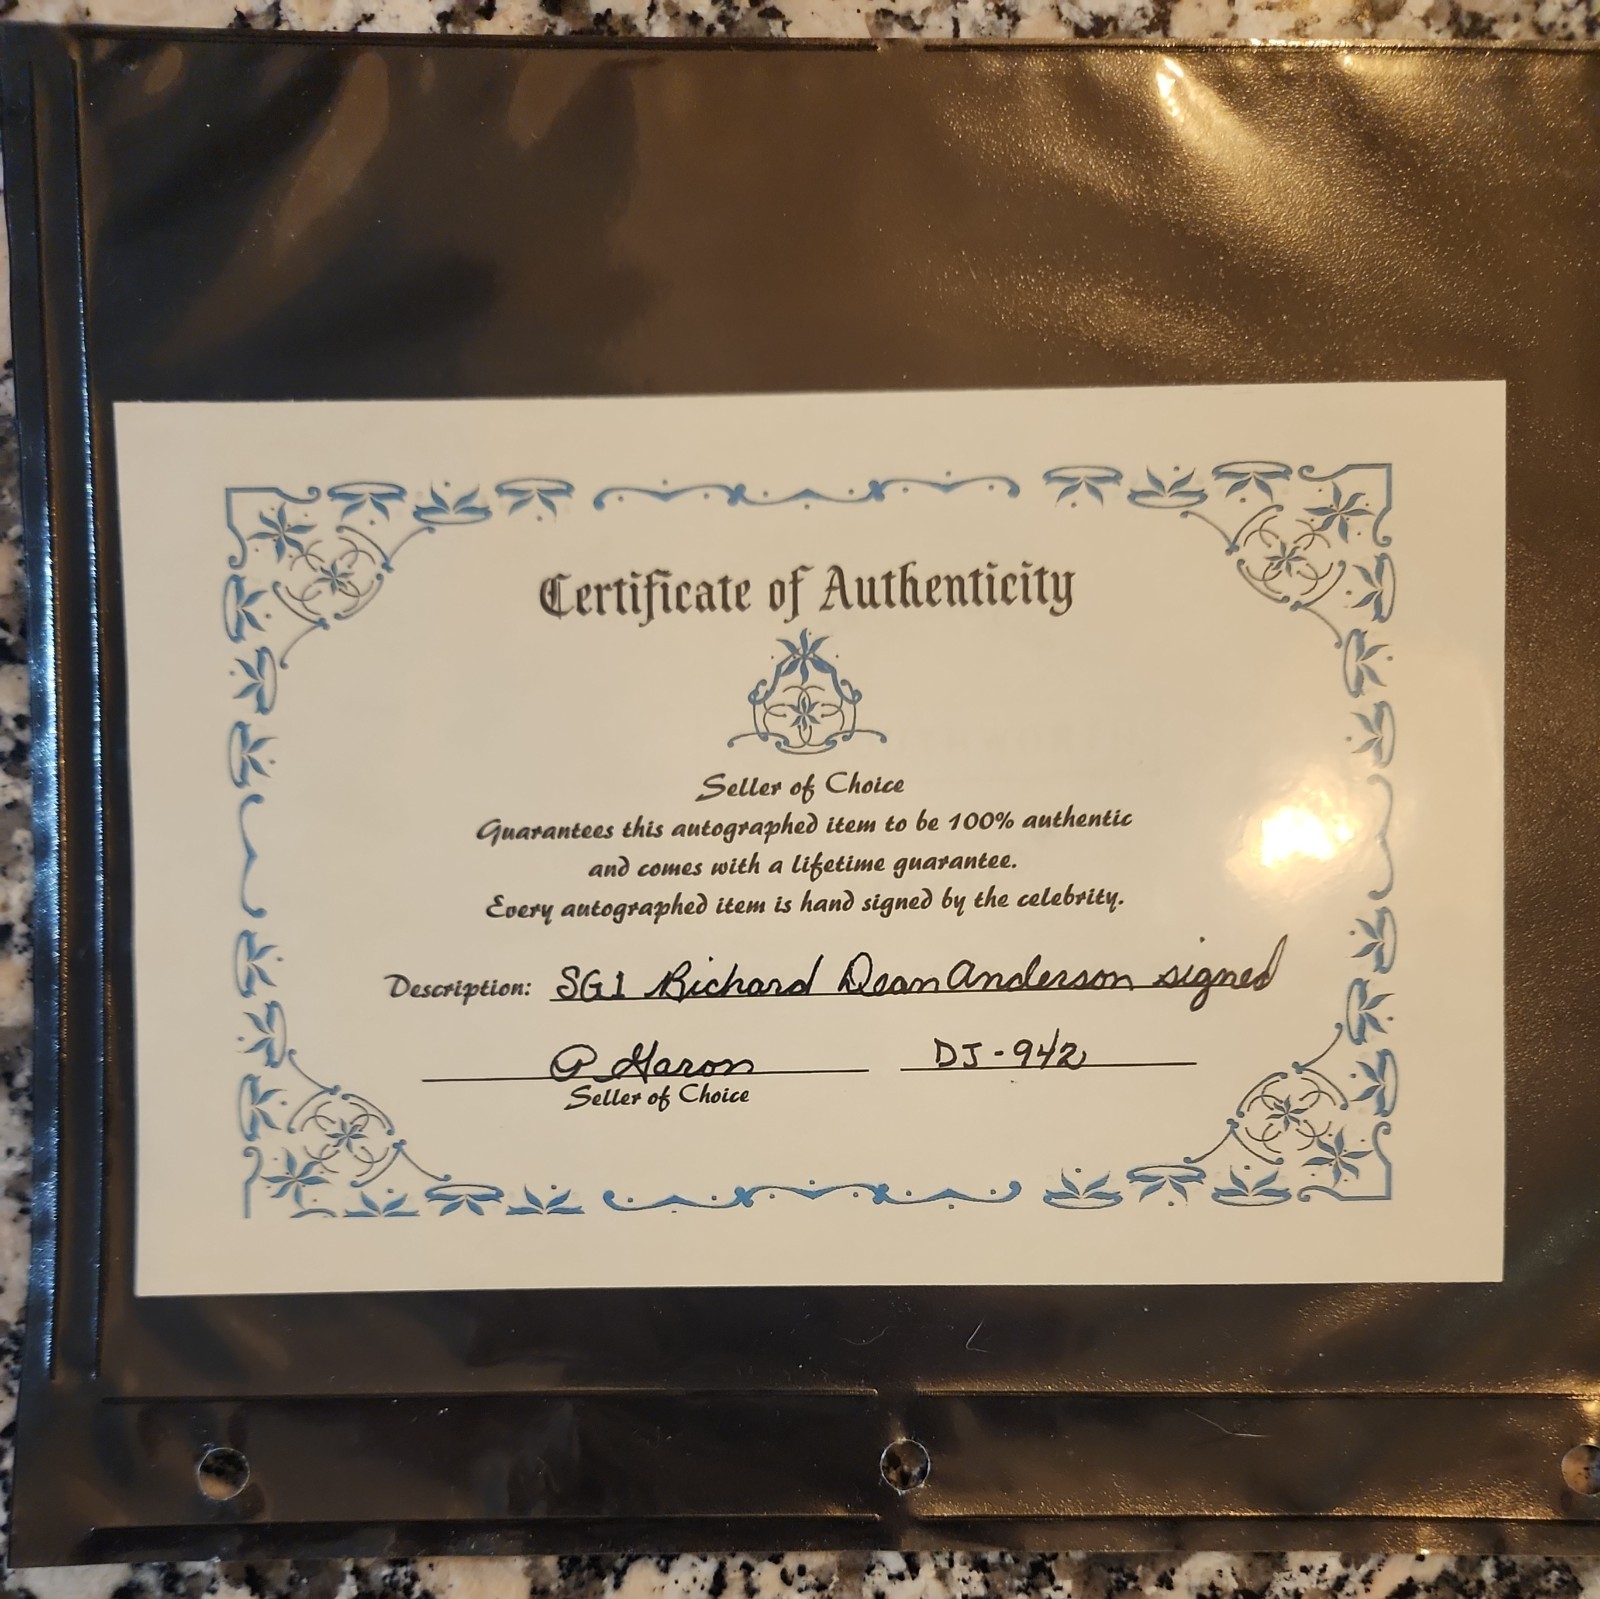 Certificate of Authenticity
Seller of Choice
Guarantees this autographed item to be 100% authentic
and comes with a lifetime guarantee.
Every autographed item is hand signed by the celebrity.
Description: SG1 Richard Dean Anderson signed
DJ-942
Seller of Choice